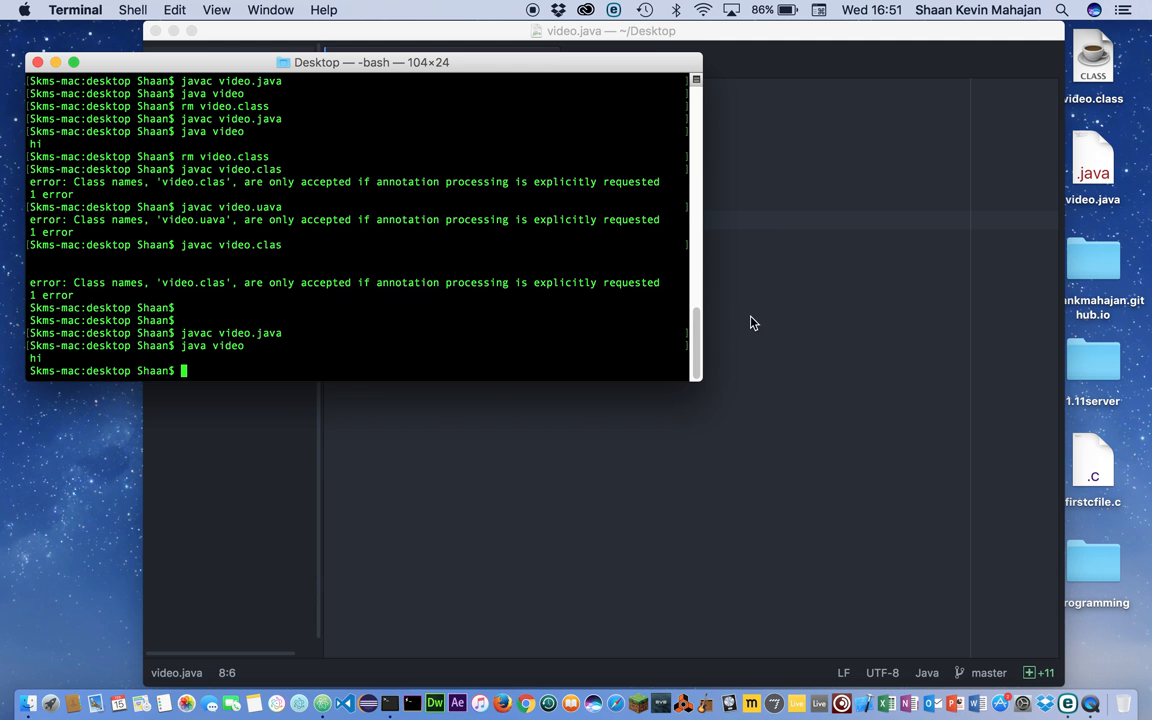 Terminal Shell Edit View Window Help 86% Wed 16:51 Shaan Kevin Mahajan
video.java — ~/Desktop
Desktop — -bash — 104×24
[Skms-mac:desktop Shaan$ javac video.java ]
[Skms-mac:desktop Shaan$ java video ]
[Skms-mac:desktop Shaan$ rm video.class ]
[Skms-mac:desktop Shaan$ javac video.java ]
[Skms-mac:desktop Shaan$ java video ]
hi
[Skms-mac:desktop Shaan$ rm video.class ]
[Skms-mac:desktop Shaan$ javac video.clas ]
error: Class names, 'video.clas', are only accepted if annotation processing is explicitly requested
1 error
[Skms-mac:desktop Shaan$ javac video.uava ]
error: Class names, 'video.uava', are only accepted if annotation processing is explicitly requested
1 error
[Skms-mac:desktop Shaan$ javac video.clas ]
error: Class names, 'video.clas', are only accepted if annotation processing is explicitly requested
1 error
Skms-mac:desktop Shaan$
Skms-mac:desktop Shaan$
[Skms-mac:desktop Shaan$ javac video.java ]
[Skms-mac:desktop Shaan$ java video ]
hi
Skms-mac:desktop Shaan$
CLASS
video.class
.java
video.java
ankmahajan.git
hub.io
1.11server
.C
firstcfile.c
rogramming
video.java 8:6 LF UTF-8 Java master +11
15 Dw Ae m 7 Live Live